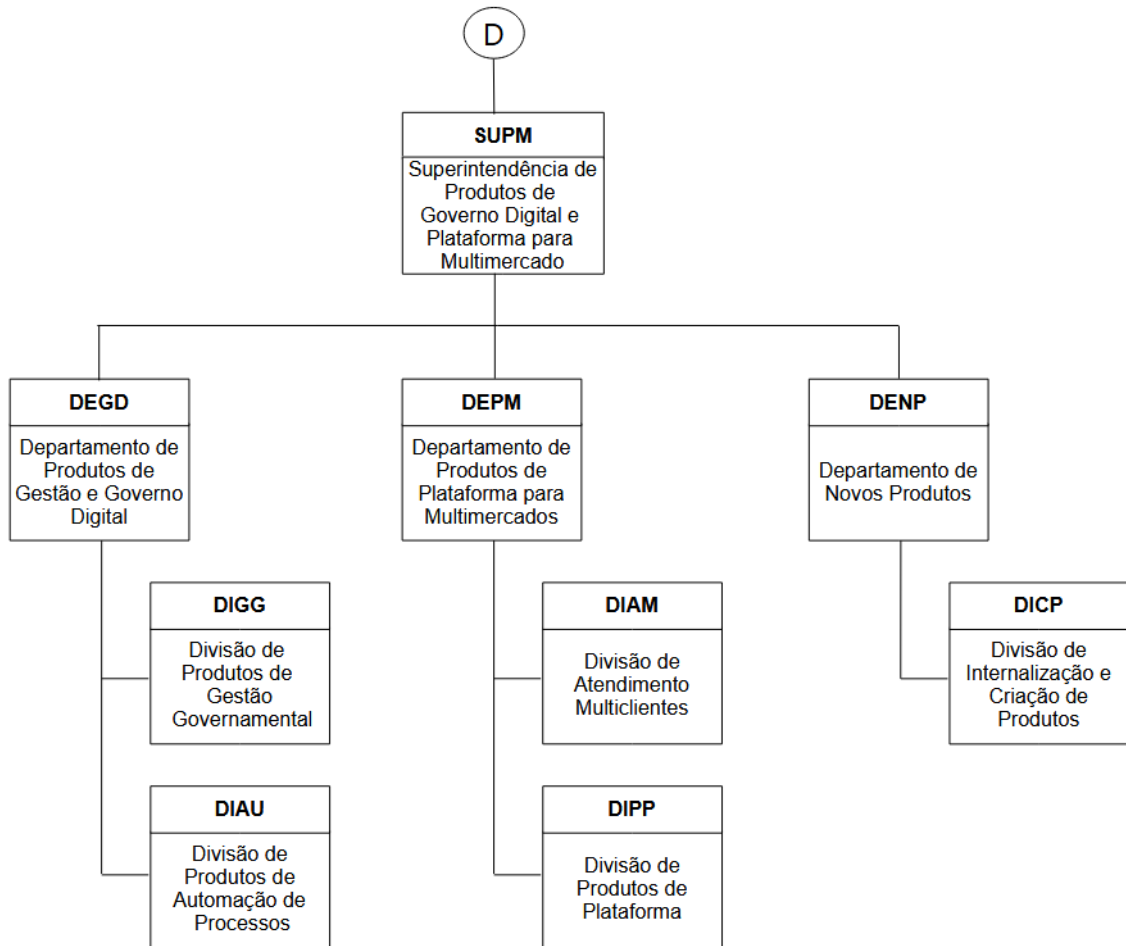 D
SUPM
Superintendência de
Produtos de
Governo Digital e
Plataforma para
Multimercado
DEGD
Departamento de
Produtos de
Gestão e Governo
Digital
DEPM
Departamento de
Produtos de
Plataforma para
Multimercados
DENP
Departamento de
Novos Produtos
DIGG
Divisão de
Produtos de
Gestão
Governamental
DIAM
Divisão de
Atendimento
Multiclientes
DICP
Divisão de
Internalização e
Criação de
Produtos
DIAU
Divisão de
Produtos de
Automação de
Processos
DIPP
Divisão de
Produtos de
Plataforma